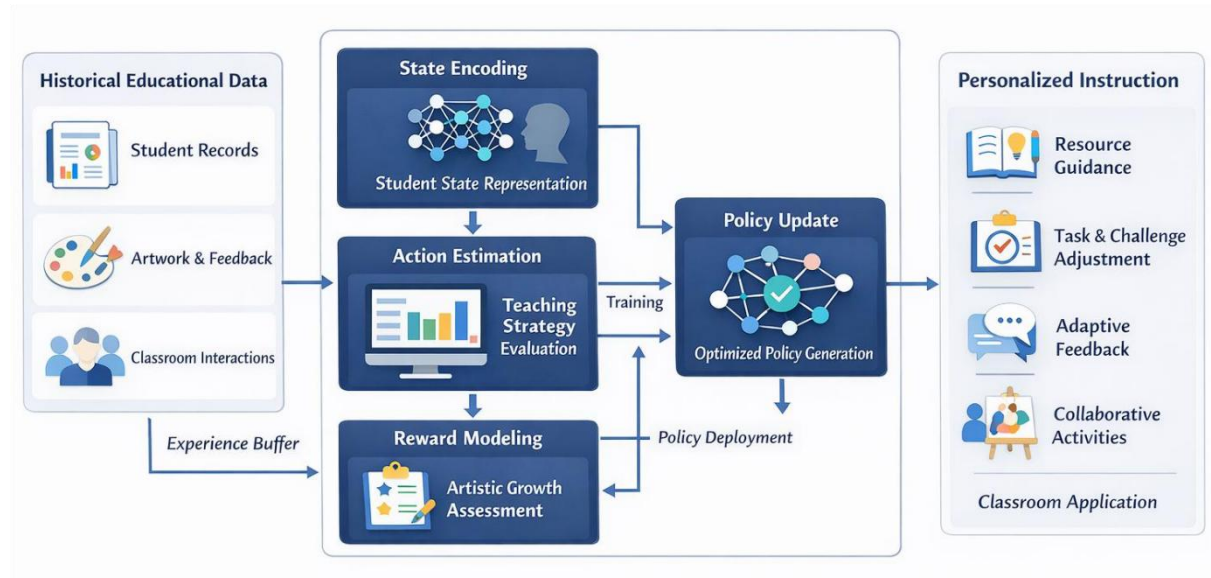 Historical Educational Data
Student Records
Artwork & Feedback
Classroom Interactions
Experience Buffer
State Encoding
Student State Representation
Action Estimation
Teaching
Strategy
Evaluation
Reward Modeling
Artistic Growth
Assessment
Training
Policy Update
Optimized Policy Generation
Policy Deployment
Personalized Instruction
Resource
Guidance
Task & Challenge
Adjustment
Adaptive
Feedback
Collaborative
Activities
Classroom Application